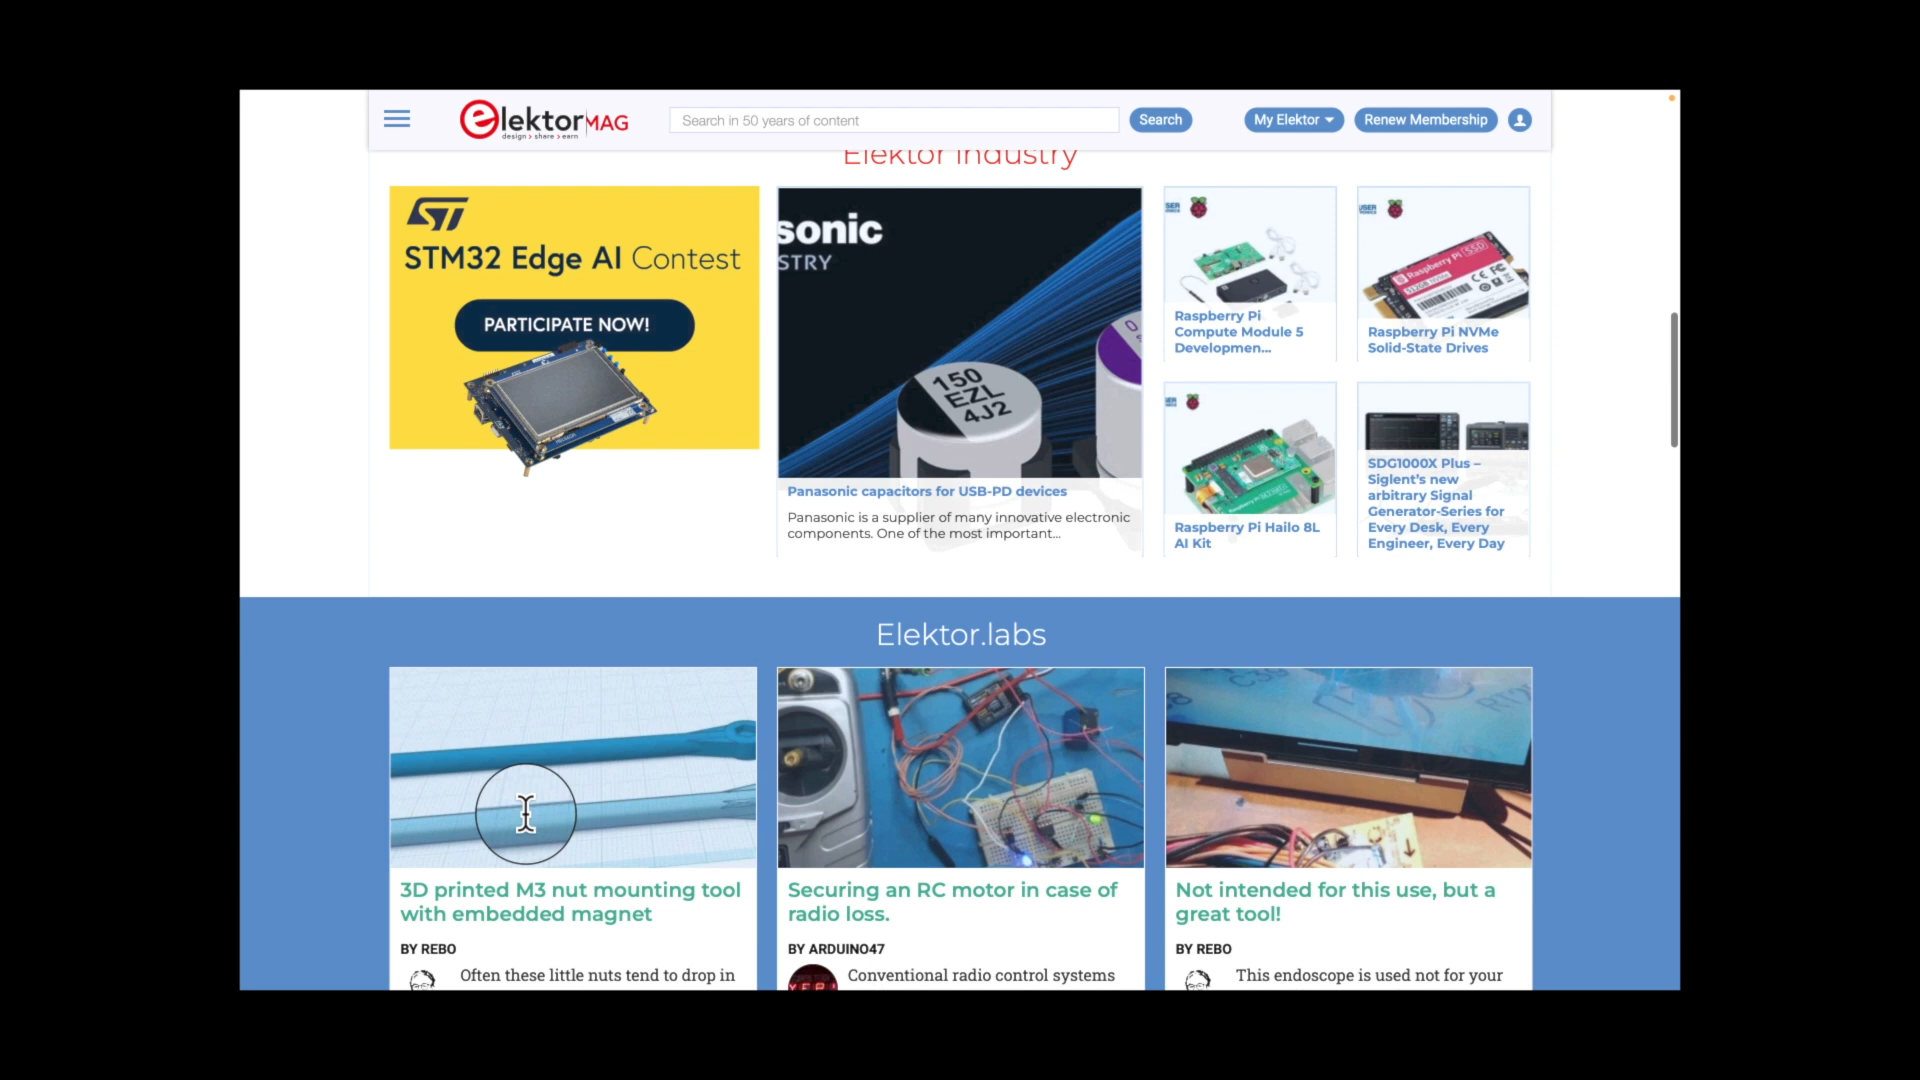 elektor MAG
design > share > earn
Search in 50 years of content
Search
My Elektor
Renew Membership
Elektor Industry
STM32 Edge AI Contest
PARTICIPATE NOW!
sonic
STRY
150
EZL
4J2
Panasonic capacitors for USB-PD devices
Panasonic is a supplier of many innovative electronic
components. One of the most important...
Raspberry Pi
Compute Module 5
Developmen...
Raspberry Pi SSD
Raspberry Pi NVMe
Solid-State Drives
Raspberry Pi Hailo 8L
AI Kit
SDG1000X Plus –
Siglent's new
arbitrary Signal
Generator-Series for
Every Desk, Every
Engineer, Every Day
Elektor.labs
3D printed M3 nut mounting tool
with embedded magnet
BY REBO
Often these little nuts tend to drop in
Securing an RC motor in case of
radio loss.
BY ARDUINO47
Conventional radio control systems
Not intended for this use, but a
great tool!
BY REBO
This endoscope is used not for your